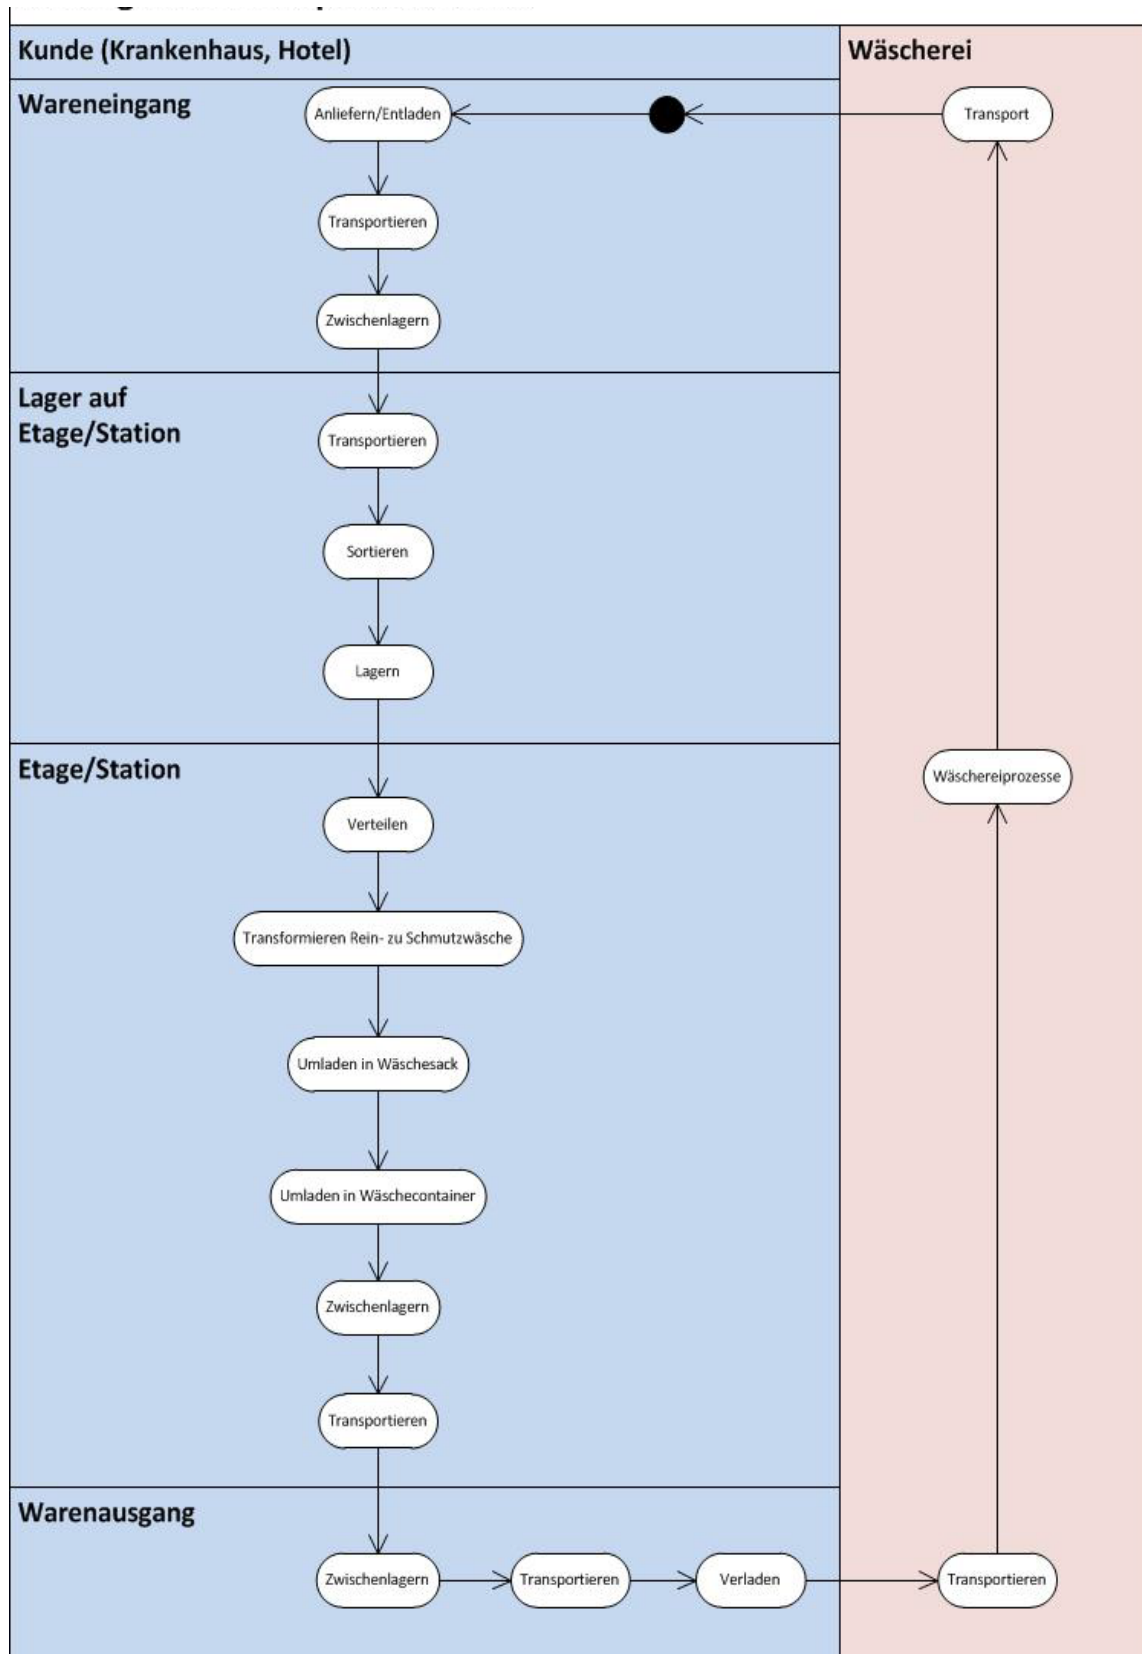 Kunde (Krankenhaus, Hotel)
Wäscherei
Wareneingang
Anliefern/Entladen
Transport
Transportieren
Zwischenlagern
Lager auf
Etage/Station
Transportieren
Sortieren
Lagern
Etage/Station
Wäschereiprozesse
Verteilen
Transformieren Rein- zu Schmutzwäsche
Umladen in Wäschesack
Umladen in Wäschecontainer
Zwischenlagern
Transportieren
Warenausgang
Zwischenlagern
Transportieren
Verladen
Transportieren